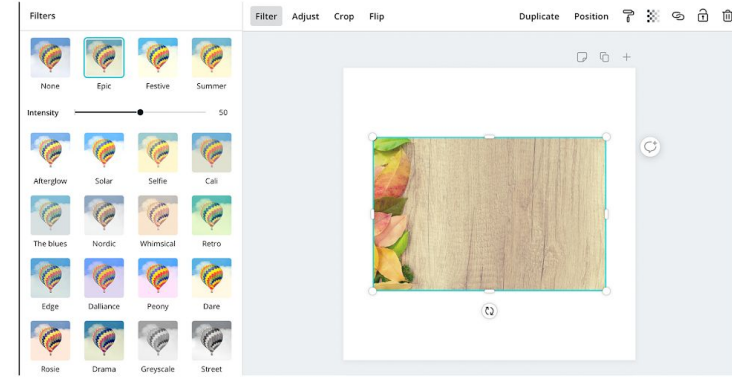 Filters
Filter Adjust Crop Flip Duplicate Position
None Epic Festive Summer
Intensity 50
Afterglow Solar Selfie Cali
The blues Nordic Whimsical Retro
Edge Dalliance Peony Dare
Rosie Drama Greyscale Street